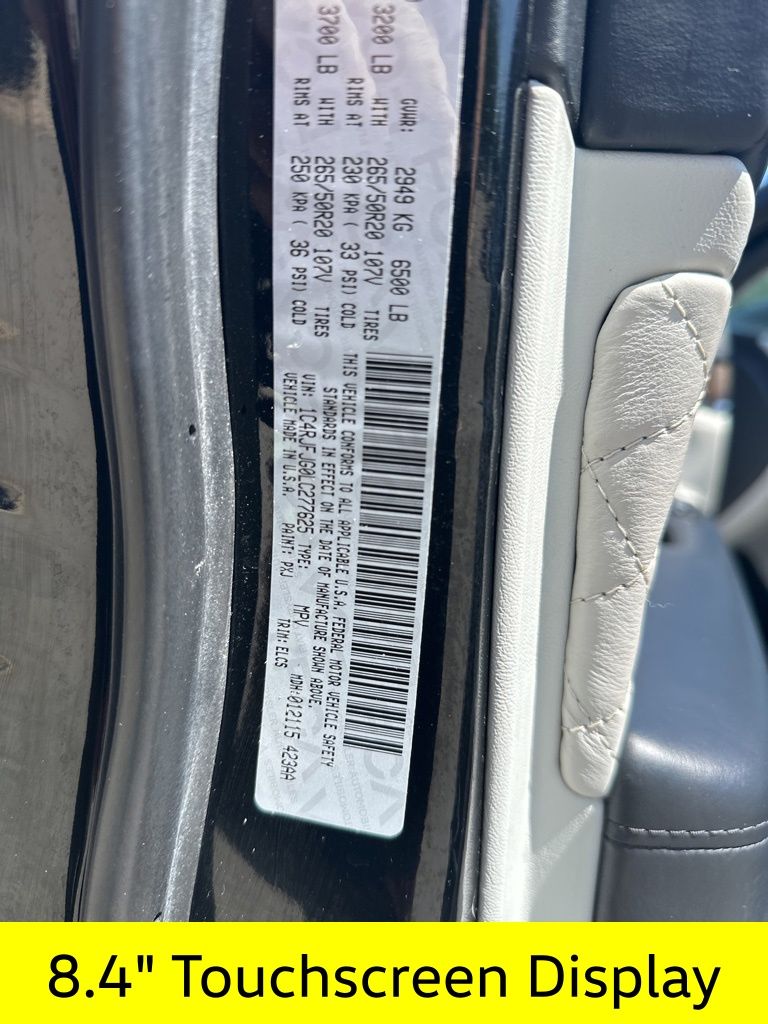 GVWR: 2949 KG 6500 LB
3200 LB WITH 265/50R20 107V TIRES
RIMS AT 230 KPA ( 33 PSI) COLD
3700 LB WITH 265/50R20 107V TIRES
RIMS AT 250 KPA ( 36 PSI) COLD
THIS VEHICLE CONFORMS TO ALL APPLICABLE U.S.A. FEDERAL MOTOR VEHICLE SAFETY
STANDARDS IN EFFECT ON THE DATE OF MANUFACTURE SHOWN ABOVE.
VIN: 1C4RJFJG0LC277625 TYPE: MPV MDH:012115 423AA
VEHICLE MADE IN U.S.A. PAINT: PXJ TRIM: ELCS
8.4" Touchscreen Display